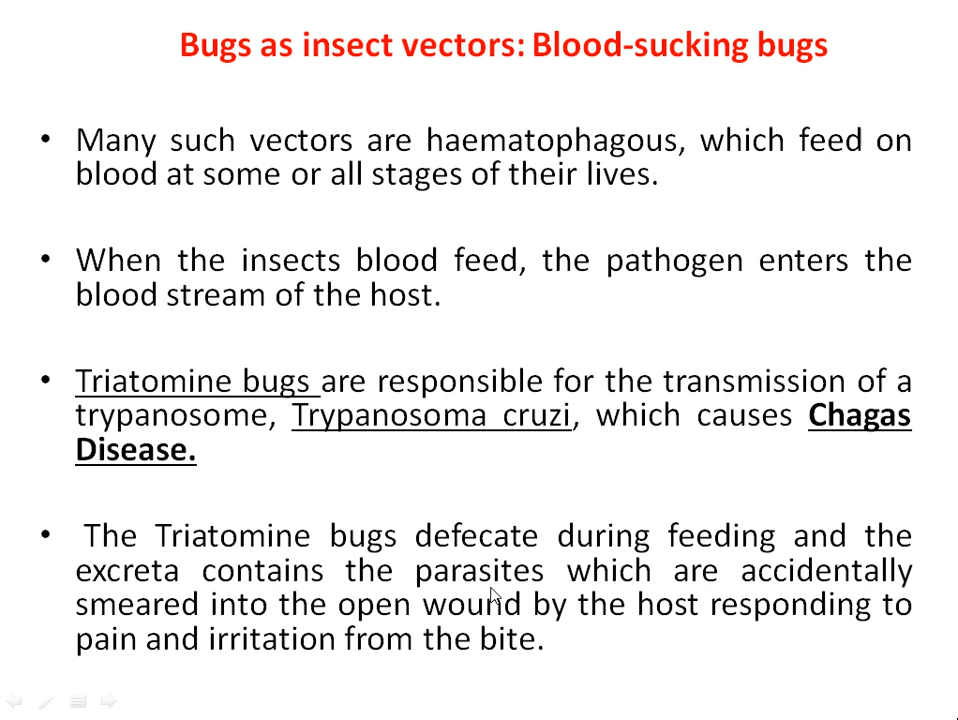 Bugs as insect vectors: Blood-sucking bugs
• Many such vectors are haematophagous, which feed on
blood at some or all stages of their lives.
• When the insects blood feed, the pathogen enters the
blood stream of the host.
• Triatomine bugs are responsible for the transmission of a
trypanosome, Trypanosoma cruzi, which causes Chagas
Disease.
• The Triatomine bugs defecate during feeding and the
excreta contains the parasites which are accidentally
smeared into the open wound by the host responding to
pain and irritation from the bite.